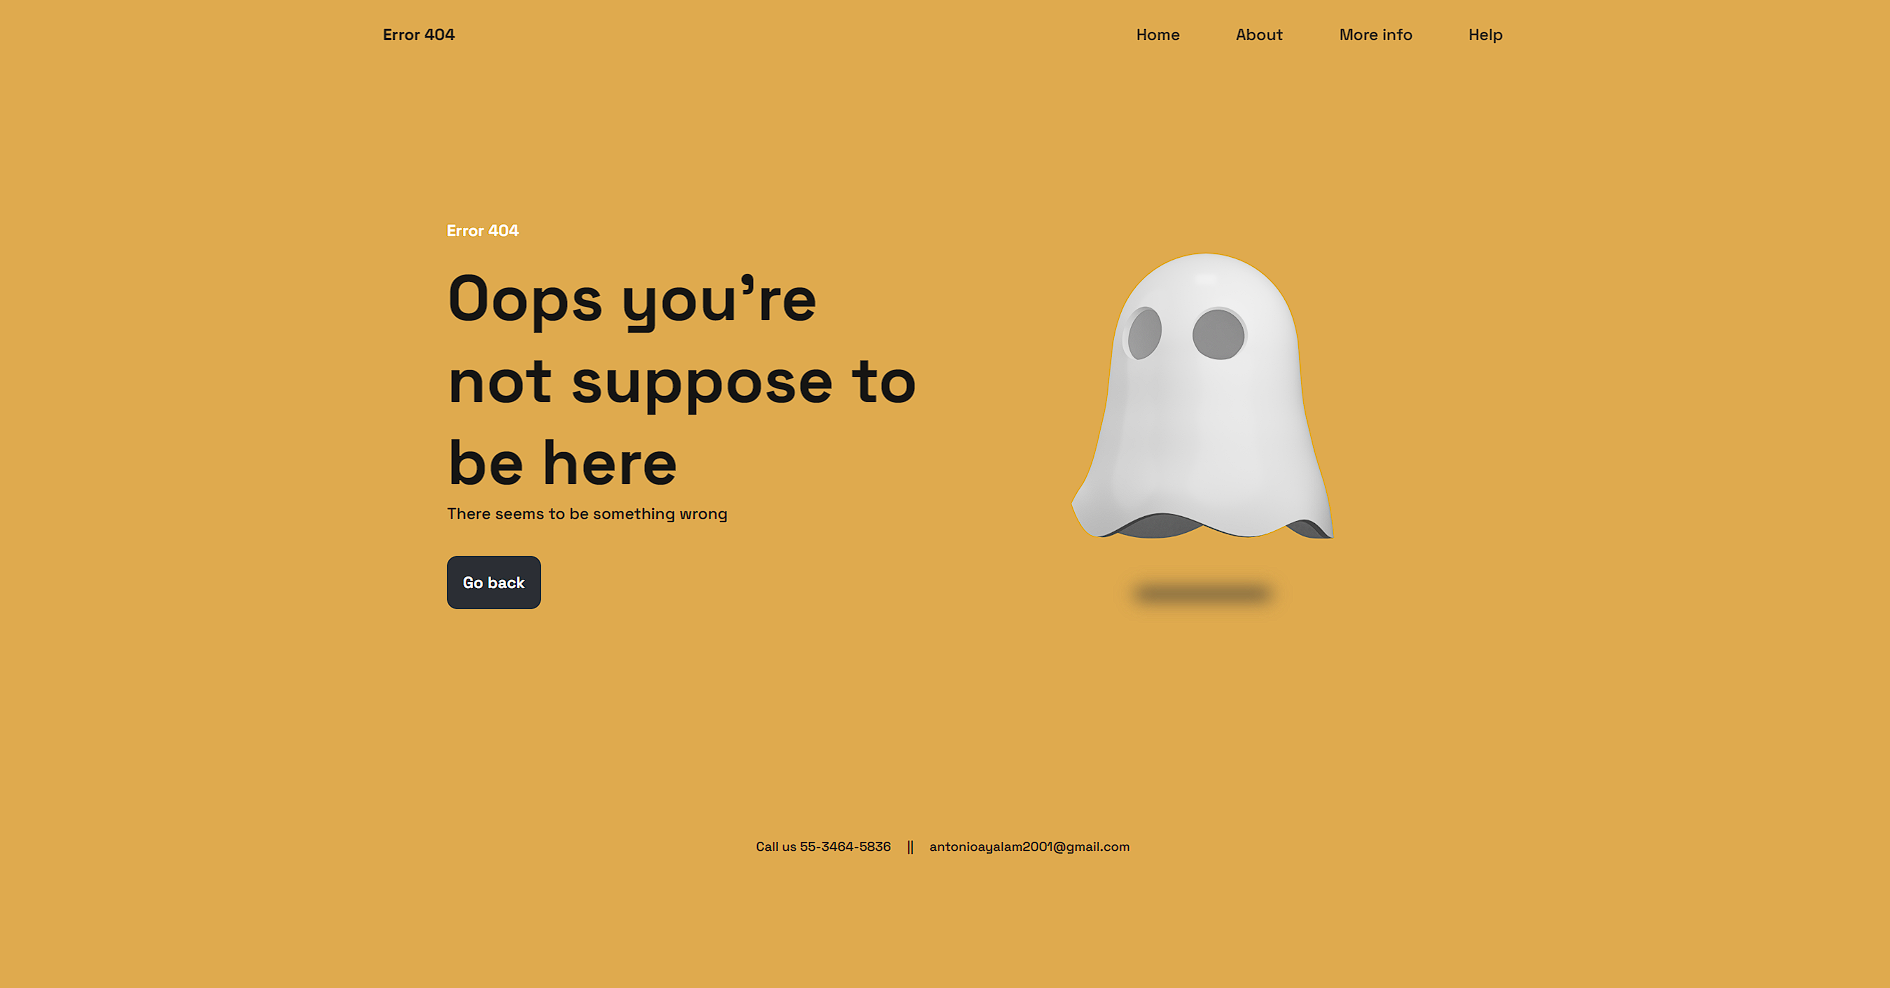 Error 404
Home About More info Help
Error 404
Oops you’re
not suppose to
be here
There seems to be something wrong
Go back
Call us 55-3464-5836 || antonioayalam2001@gmail.com